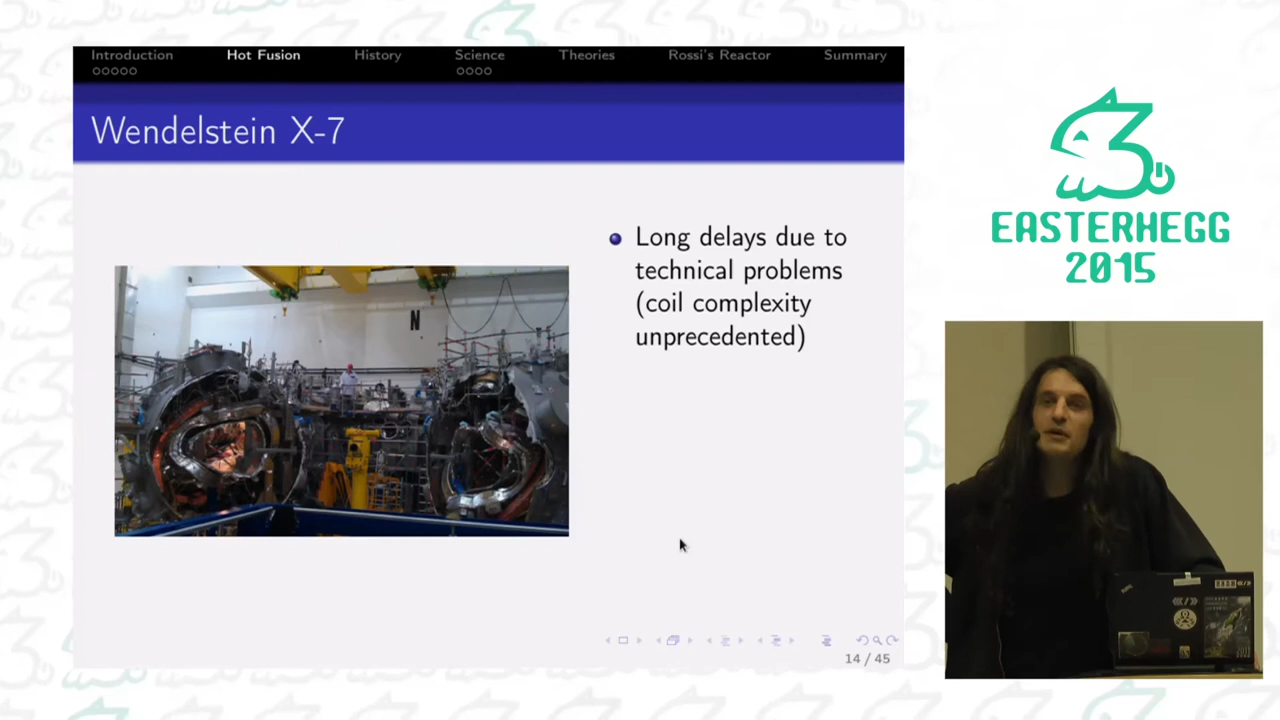 Introduction Hot Fusion History Science Theories Rossi's Reactor Summary
Wendelstein X-7
Long delays due to
technical problems
(coil complexity
unprecedented)
N
14 / 45
EASTERHEGG
2015